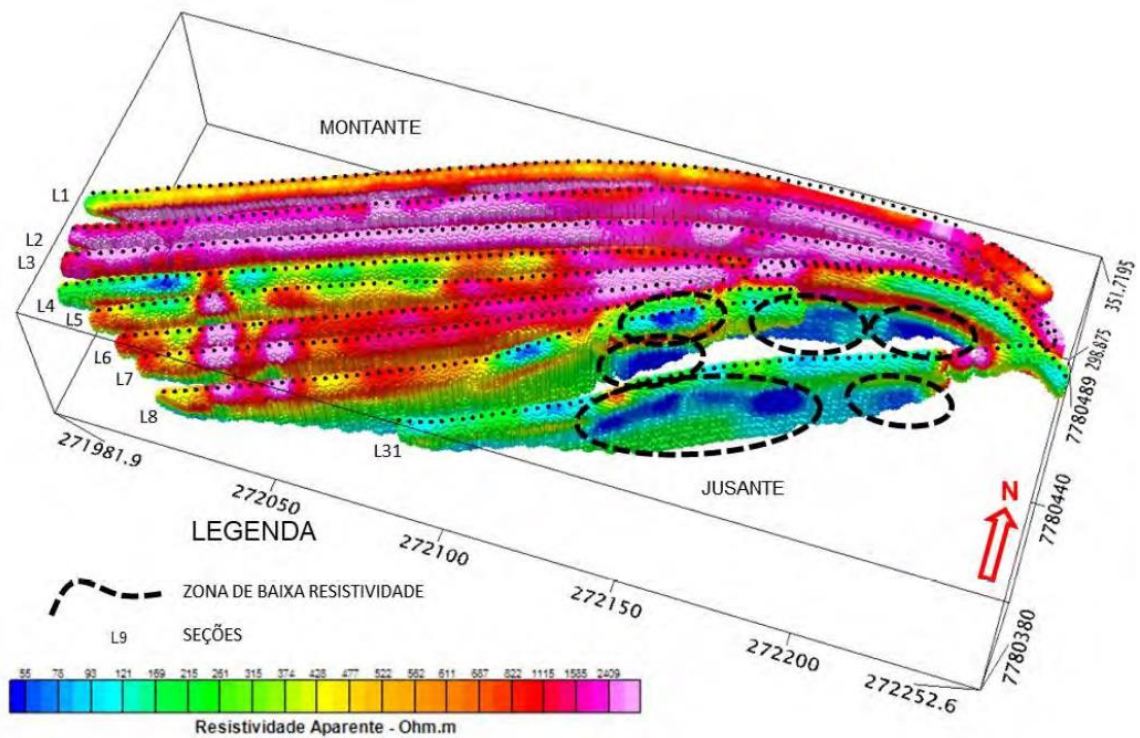 MONTANTE
L1
L2
L3
L4
L5
L6
L7
L8
L31
351.7195
298.875
7780489
7780440
7780380
271981.9
272050
272100
272150
272200
272252.6
JUSANTE
N
LEGENDA
ZONA DE BAIXA RESISTIVIDADE
L9 SEÇÕES
55 78 93 121 169 215 261 315 374 428 477 522 562 611 687 822 1115 1585 2409
Resistividade Aparente - Ohm.m